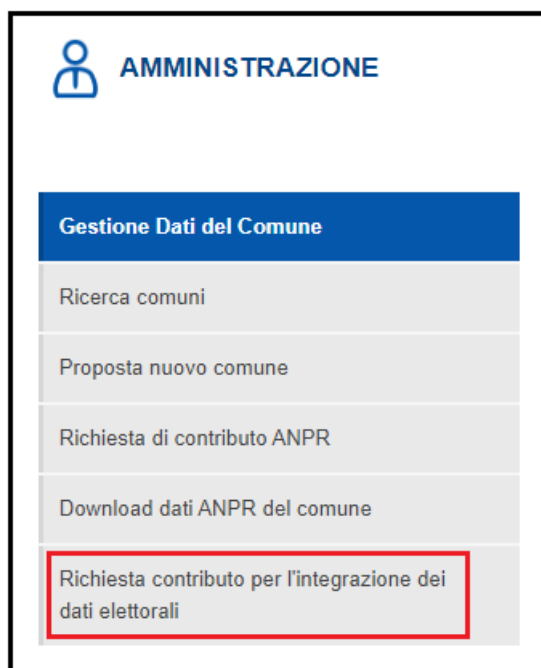 AMMINISTRAZIONE
Gestione Dati del Comune
Ricerca comuni
Proposta nuovo comune
Richiesta di contributo ANPR
Download dati ANPR del comune
Richiesta contributo per l'integrazione dei
dati elettorali